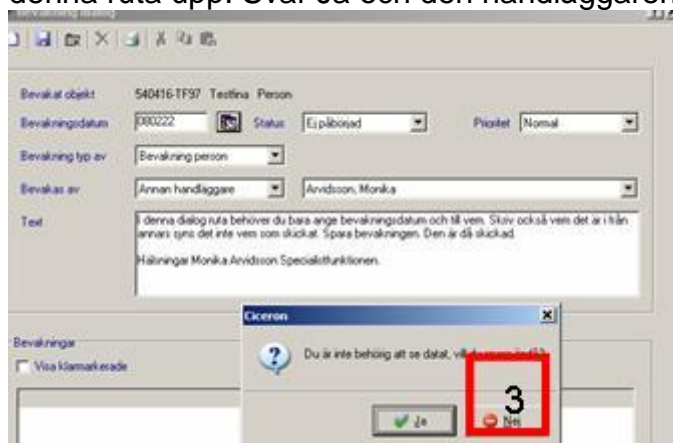 denna ruta upp. Svar Ja och den handläggaren
Bevakat objekt 540416-TF97 Testfina Person
Bevakningsdatum 080222 Status Ej påbörjad Prioritet Normal
Bevakning typ av Bevakning person
Bevakas av Annan handläggare Arvidsson, Monika
Text I denna dialog ruta behöver du bara ange bevakningsdatum och till vem. Skriv också vem det är i från
annars syns det inte vem som skickat. Spara bevakningen. Den är då skickad.
Hälsningar Monika Arvidsson Specialistfunktionen.
Ciceron
Bevakningar
Du är inte behörig att se datat,
Visa klarmarkerade
3
Ja Nej